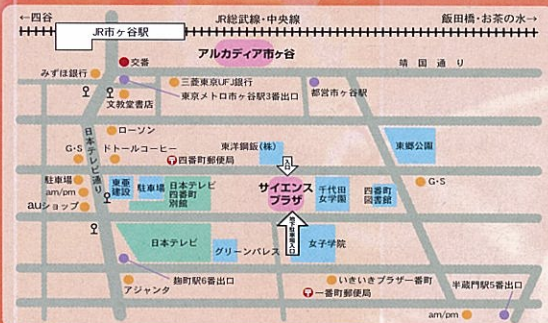 ←四谷
JR総武線・中央線
飯田橋・お茶の水→
JR市ヶ谷駅
アルカディア市ヶ谷
交番
靖国通り
みずほ銀行
三菱東京UFJ銀行
都営市ヶ谷駅
文教堂書店
東京メトロ市ヶ谷駅3番出口
ローソン
日本テレビ通り
G・S
ドトールコーヒー
東洋鋼鈑(株)
東郷公園
四番町郵便局
入口
駐車場
am/pm
auショップ
東亜
建設
駐車場
日本テレビ
四番町
別館
サイエンス
プラザ
千代田
女学園
四番町
図書館
G・S
地下駐車場入口
日本テレビ
グリーンパレス
女子学院
麹町駅6番出口
アジャンタ
いきいきプラザ一番町
一番町郵便局
半蔵門駅5番出口
am/pm